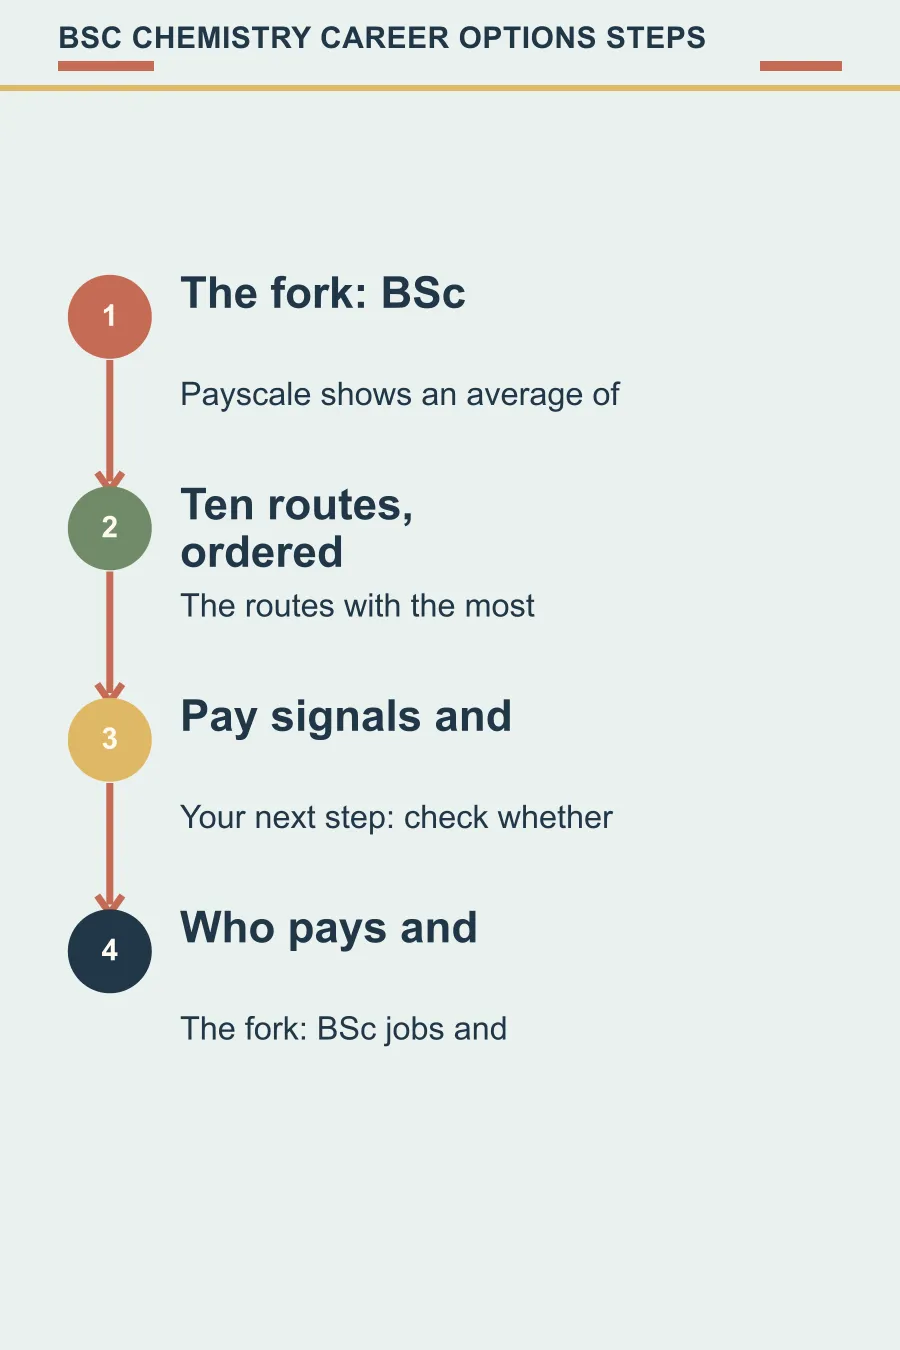 BSC CHEMISTRY CAREER OPTIONS STEPS
1
The fork: BSc
Payscale shows an average of
2
Ten routes,
ordered
The routes with the most
3
Pay signals and
Your next step: check whether
4
Who pays and
The fork: BSc jobs and